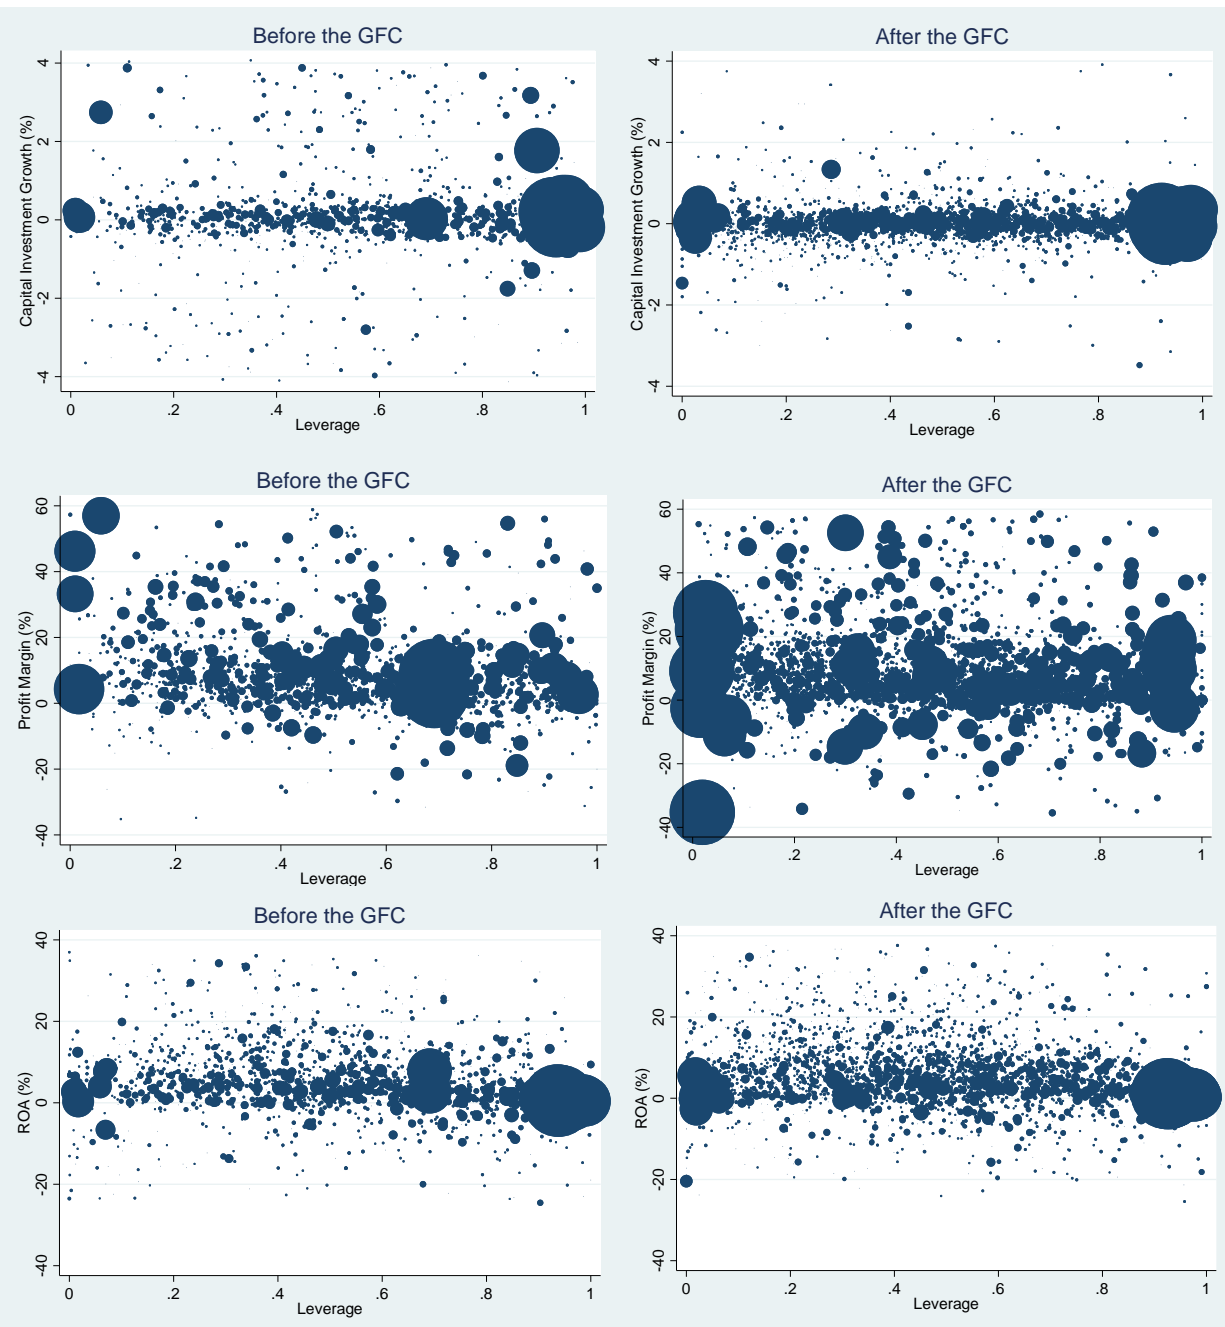 Before the GFC
Capital Investment Growth (%)
4
2
0
-2
-4
0 .2 .4 .6 .8 1
Leverage
After the GFC
Capital Investment Growth (%)
4
2
0
-2
-4
0 .2 .4 .6 .8 1
Leverage
Before the GFC
Profit Margin (%)
60
40
20
0
-20
-40
0 .2 .4 .6 .8 1
Leverage
After the GFC
Profit Margin (%)
60
40
20
0
-20
-40
0 .2 .4 .6 .8 1
Leverage
Before the GFC
ROA (%)
40
20
0
-20
-40
0 .2 .4 .6 .8 1
Leverage
After the GFC
ROA (%)
40
20
0
-20
-40
0 .2 .4 .6 .8 1
Leverage